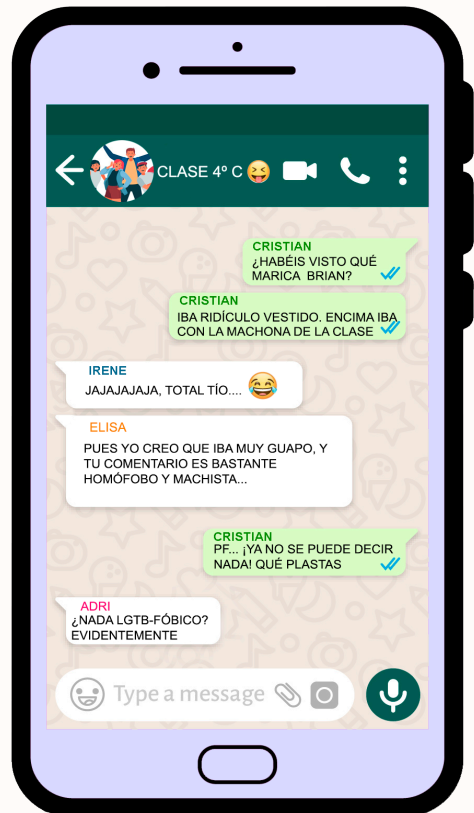 CLASE 4º C
CRISTIAN
¿HABÉIS VISTO QUÉ
MARICA BRIAN?
CRISTIAN
IBA RIDÍCULO VESTIDO. ENCIMA IBA
CON LA MACHONA DE LA CLASE
IRENE
JAJAJAJAJA, TOTAL TÍO....
ELISA
PUES YO CREO QUE IBA MUY GUAPO, Y
TU COMENTARIO ES BASTANTE
HOMÓFOBO Y MACHISTA...
CRISTIAN
PF... ¡YA NO SE PUEDE DECIR
NADA! QUÉ PLASTAS
ADRI
¿NADA LGTB-FÓBICO?
EVIDENTEMENTE
Type a message